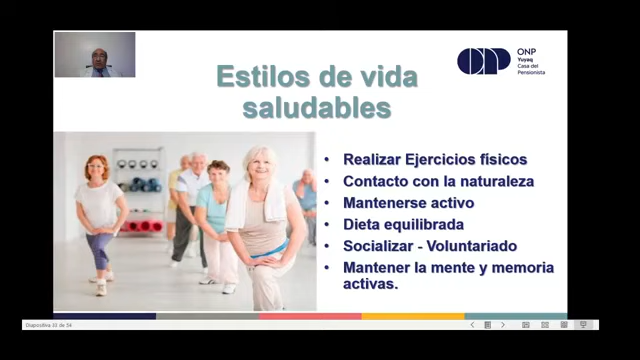 ONP
Yuyaq
Casa del
Pensionista
Estilos de vida
saludables
• Realizar Ejercicios físicos
• Contacto con la naturaleza
• Mantenerse activo
• Dieta equilibrada
• Socializar - Voluntariado
• Mantener la mente y memoria
activas.
Diapositiva 33 de 54